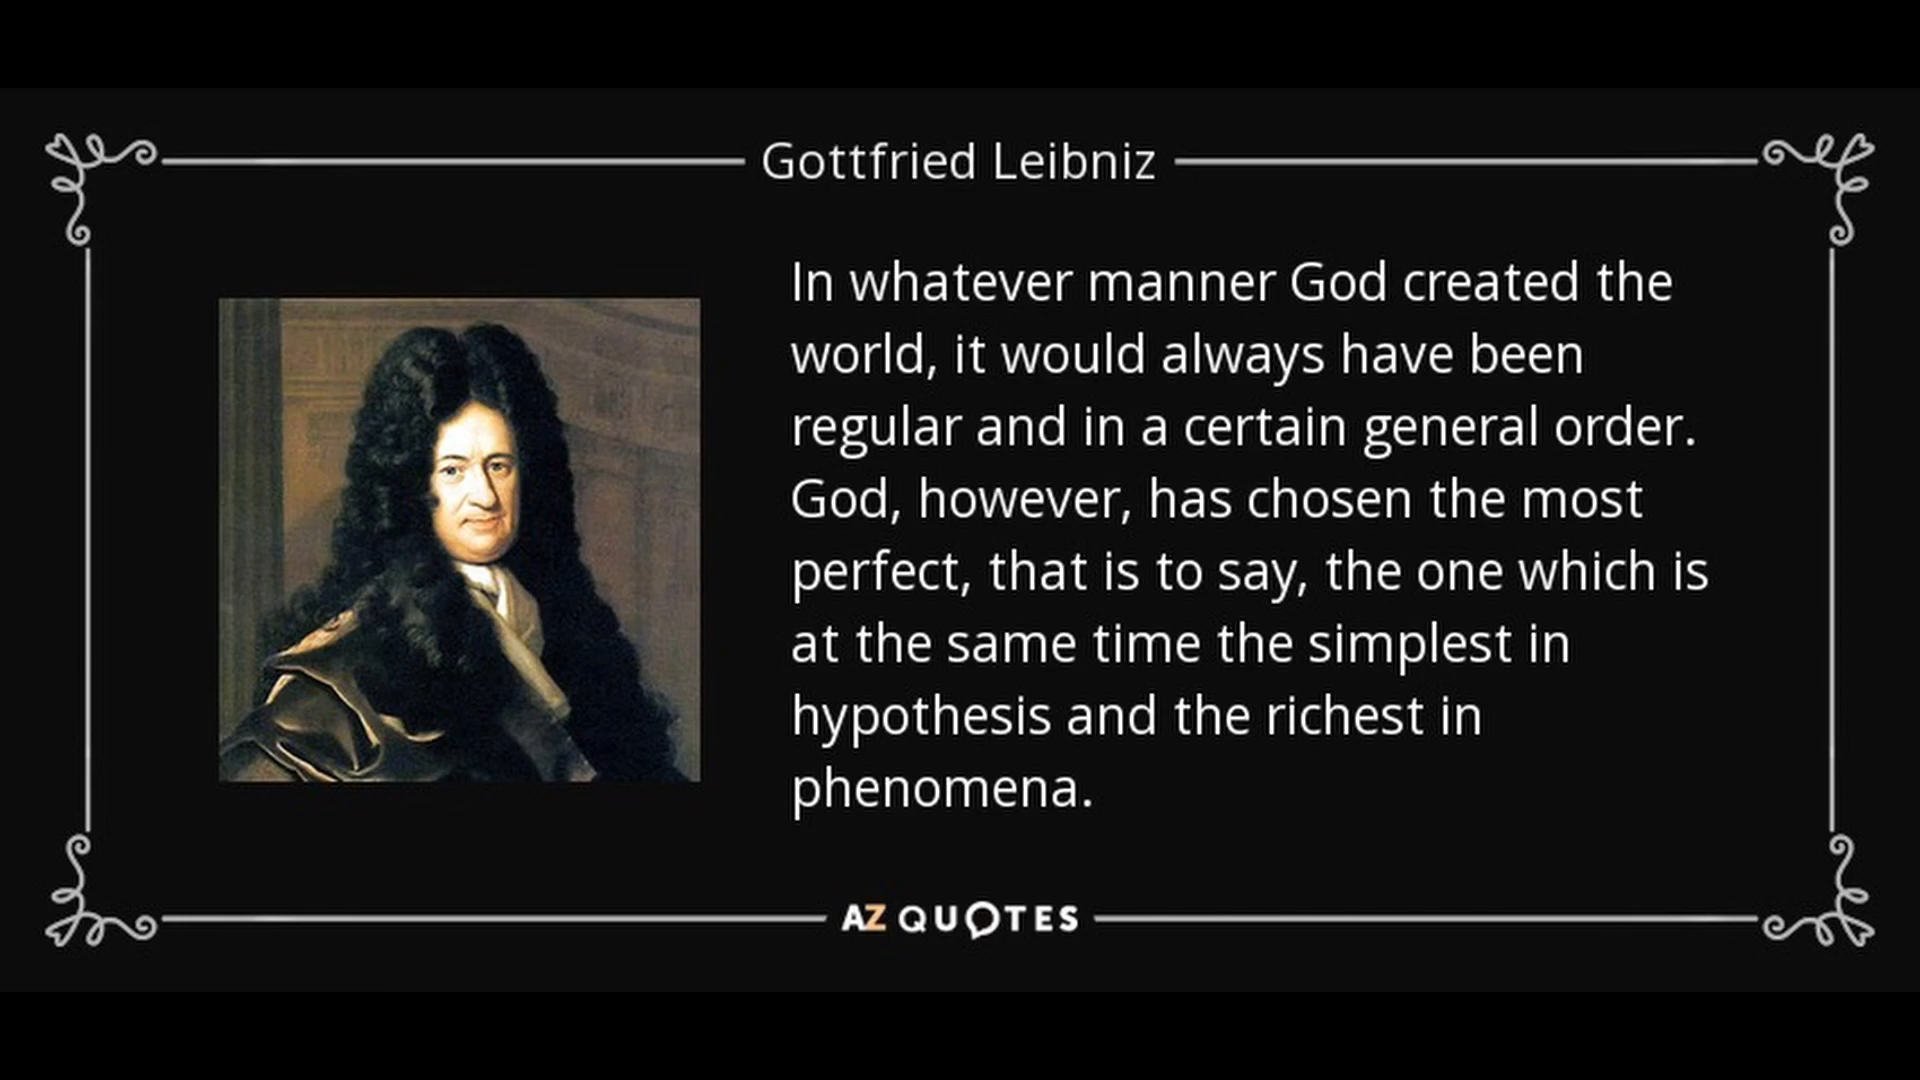 Gottfried Leibniz
In whatever manner God created the
world, it would always have been
regular and in a certain general order.
God, however, has chosen the most
perfect, that is to say, the one which is
at the same time the simplest in
hypothesis and the richest in
phenomena.
AZ QUOTES